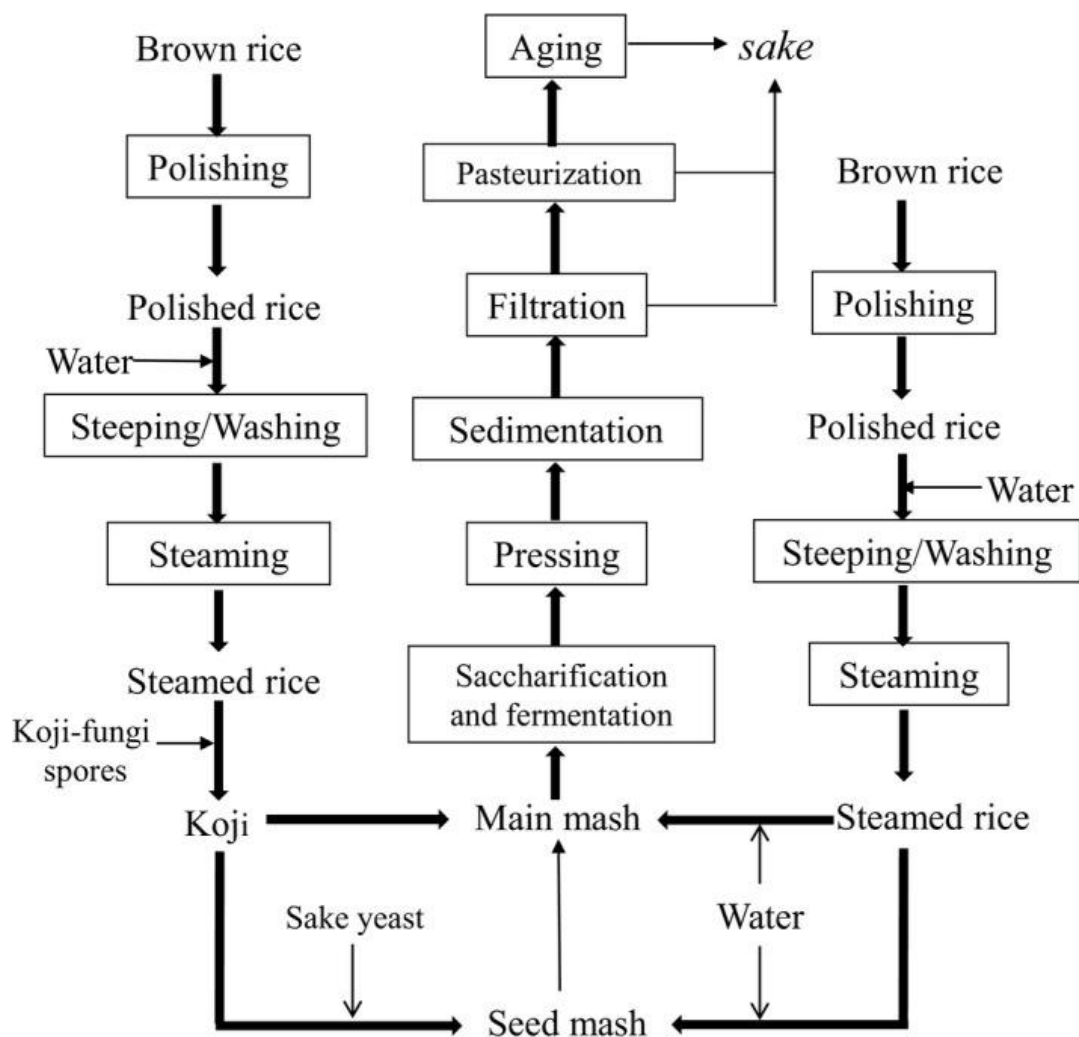 Brown rice
Polishing
Polished rice
Water
Steeping/Washing
Steaming
Steamed rice
Koji-fungi
spores
Koji
Sake yeast
Aging
sake
Pasteurization
Filtration
Sedimentation
Pressing
Saccharification
and fermentation
Main mash
Seed mash
Brown rice
Polishing
Polished rice
Water
Steeping/Washing
Steaming
Steamed rice
Water